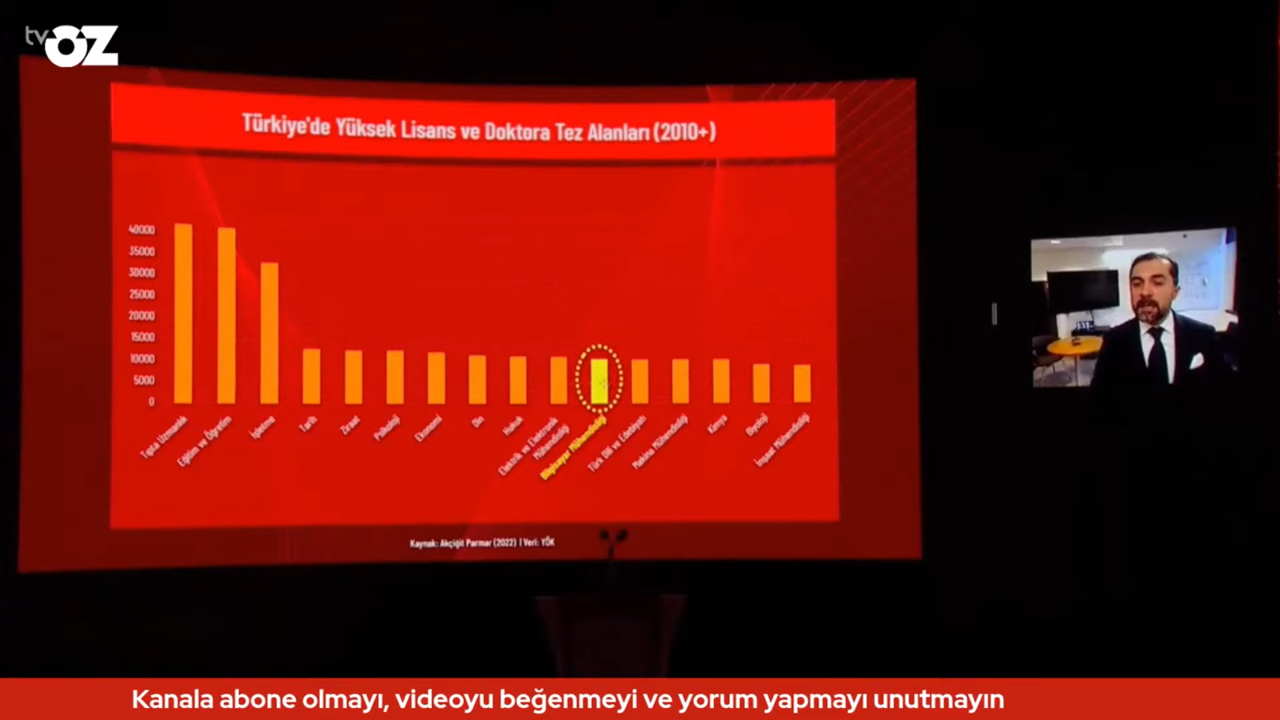 tv
ÖZ
Türkiye'de Yüksek Lisans ve Doktora Tez Alanları (2010+)
40000
35000
30000
25000
20000
15000
10000
5000
0
Tıpta Uzmanlık
Eğitim ve Öğretim
İşletme
Tarih
Ziraat
Psikoloji
Ekonomi
Din
Hukuk
Elektrik ve Elektronik
Mühendisliği
Bilgisayar Mühendisliği
Türk Dili ve Edebiyatı
Makina Mühendisliği
Kimya
Biyoloji
İnşaat Mühendisliği
Kaynak: Akçiğit Parmar (2022) | Veri: YÖK
Kanala abone olmayı, videoyu beğenmeyi ve yorum yapmayı unutmayın